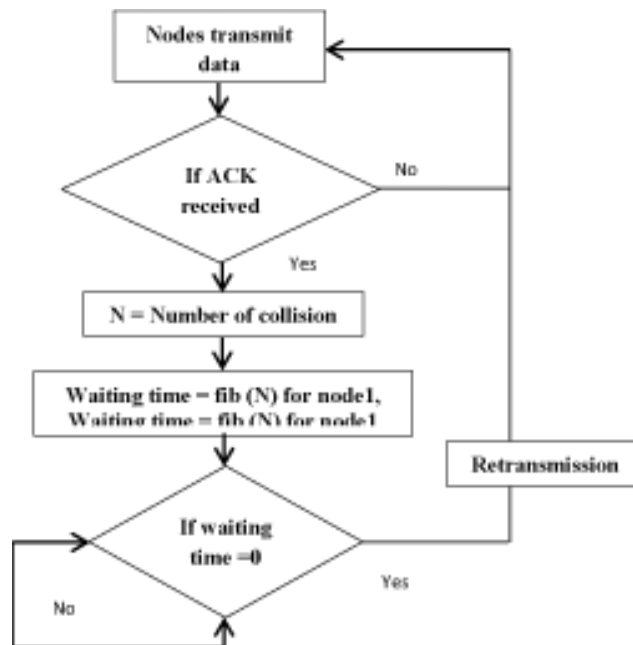 Nodes transmit
data
If ACK
received
No
Yes
N = Number of collision
Waiting time = fib (N) for node1,
Waiting time = fib (N) for node1
Retransmission
If waiting
time =0
Yes
No